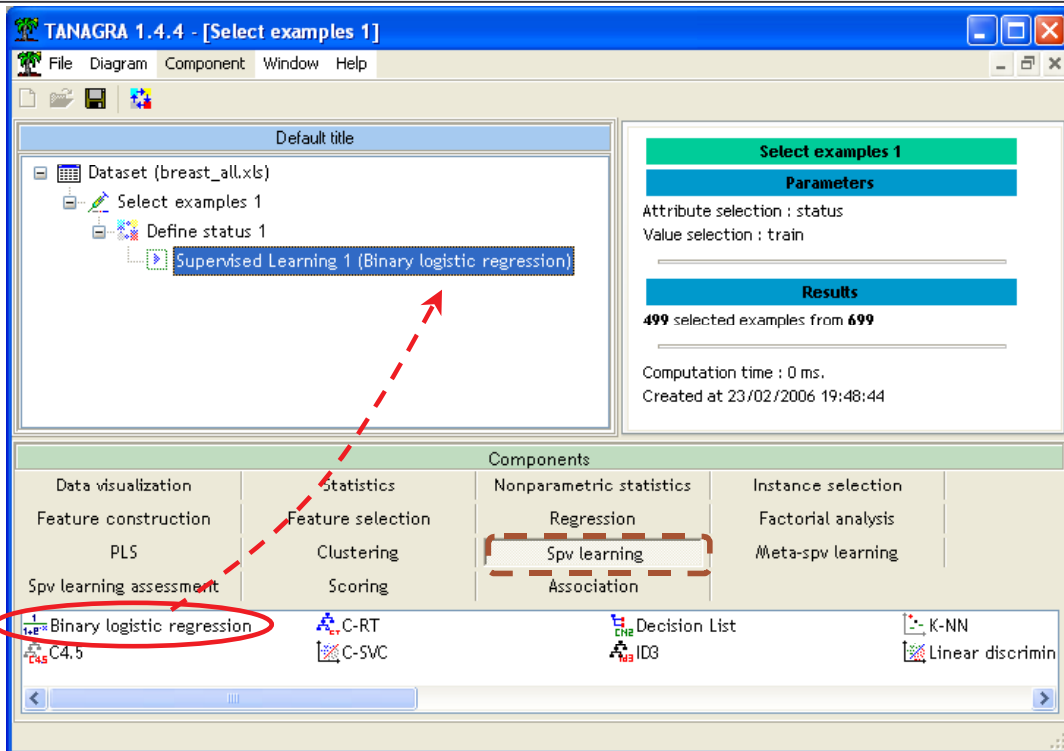 TANAGRA 1.4.4 - [Select examples 1]
File Diagram Component Window Help
Default title
Dataset (breast_all.xls)
Select examples 1
Define status 1
Supervised Learning 1 (Binary logistic regression)
Select examples 1
Parameters
Attribute selection : status
Value selection : train
Results
499 selected examples from 699
Computation time : 0 ms.
Created at 23/02/2006 19:48:44
Components
Data visualization Statistics Nonparametric statistics Instance selection
Feature construction Feature selection Regression Factorial analysis
PLS Clustering Spv learning Meta-spv learning
Spv learning assessment Scoring Association
Binary logistic regression C-RT Decision List K-NN
C4.5 C-SVC ID3 Linear discrimin